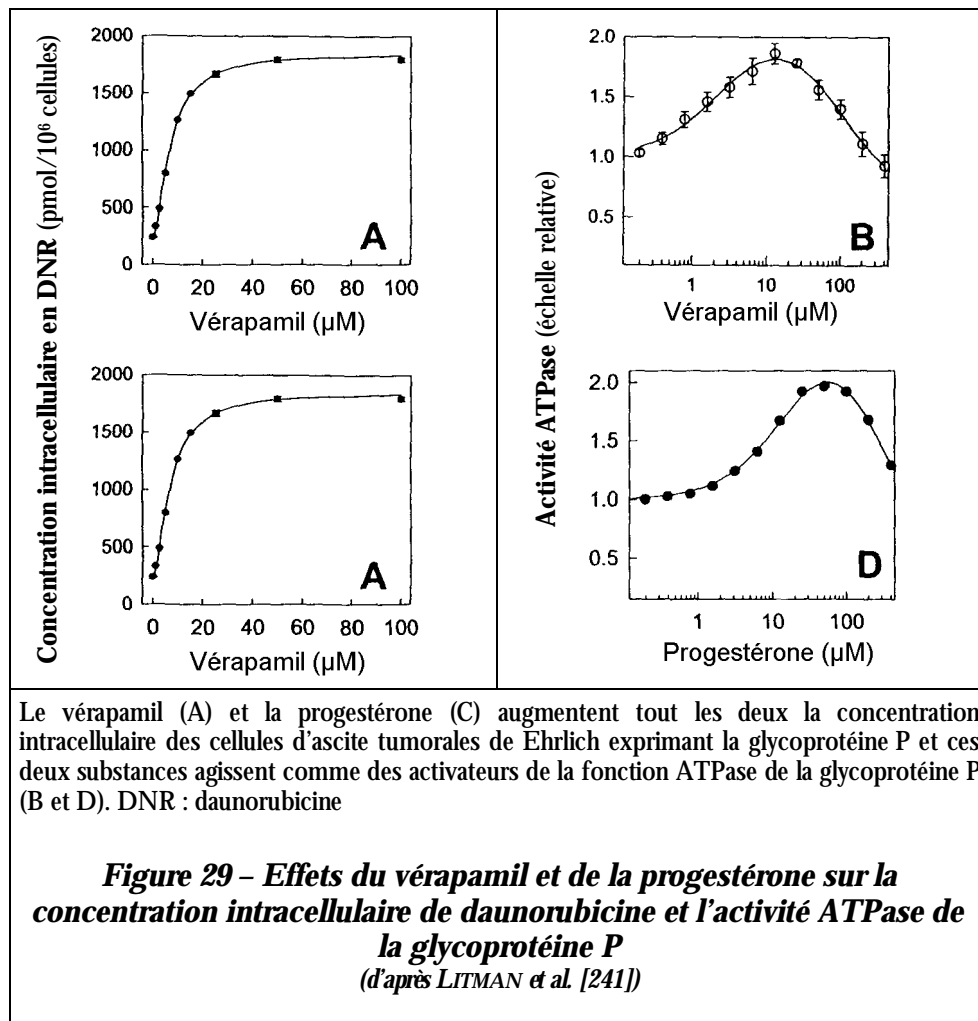 Concentration intracellulaire en DNR (pmol/10⁶ cellules)
2000
1500
1000
500
0
A
0 20 40 60 80 100
Vérapamil (µM)
2000
1500
1000
500
0
A
0 20 40 60 80 100
Vérapamil (µM)
Activité ATPase (échelle relative)
2.0
1.5
1.0
0.5
B
1 10 100
Vérapamil (µM)
2.0
1.5
1.0
0.5
D
1 10 100
Progestérone (µM)
Le vérapamil (A) et la progestérone (C) augmentent tout les deux la concentration
intracellulaire des cellules d'ascite tumorales de Ehrlich exprimant la glycoprotéine P et ces
deux substances agissent comme des activateurs de la fonction ATPase de la glycoprotéine P
(B et D). DNR : daunorubicine
Figure 29 – Effets du vérapamil et de la progestérone sur la
concentration intracellulaire de daunorubicine et l'activité ATPase de
la glycoprotéine P
(d'après LITMAN et al. [241])